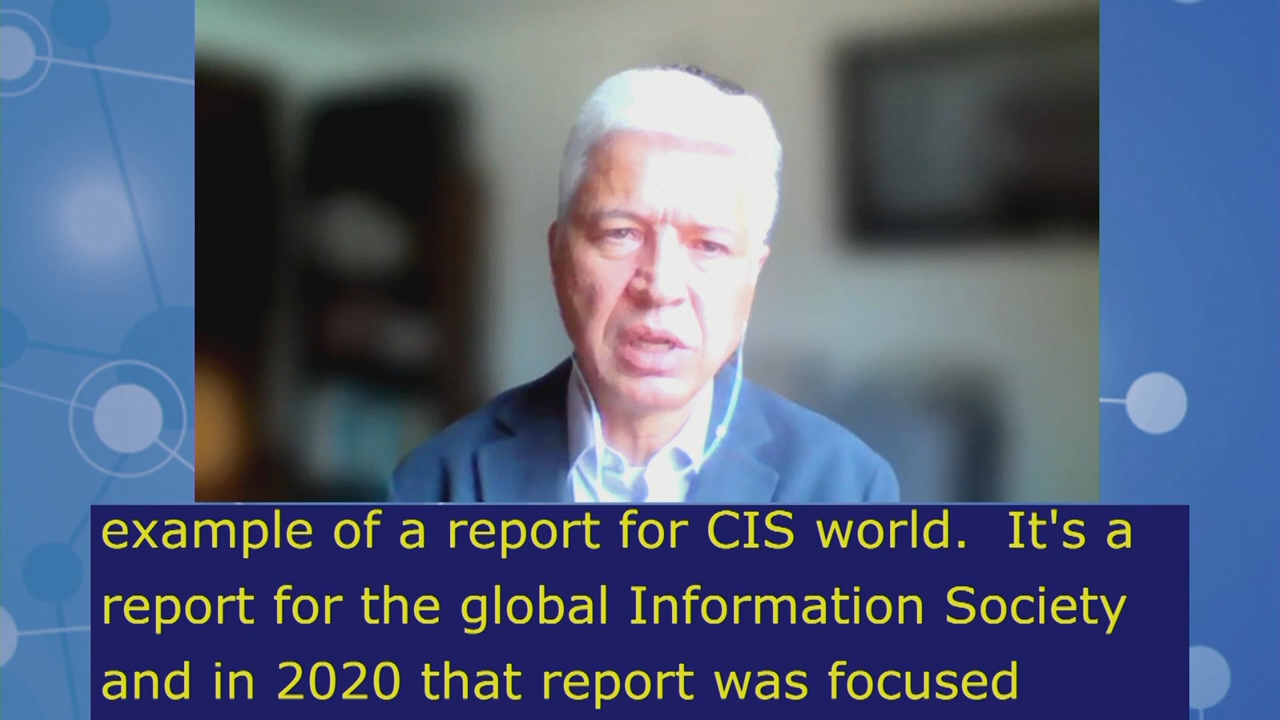 example of a report for CIS world.  It's a
report for the global Information Society
and in 2020 that report was focused